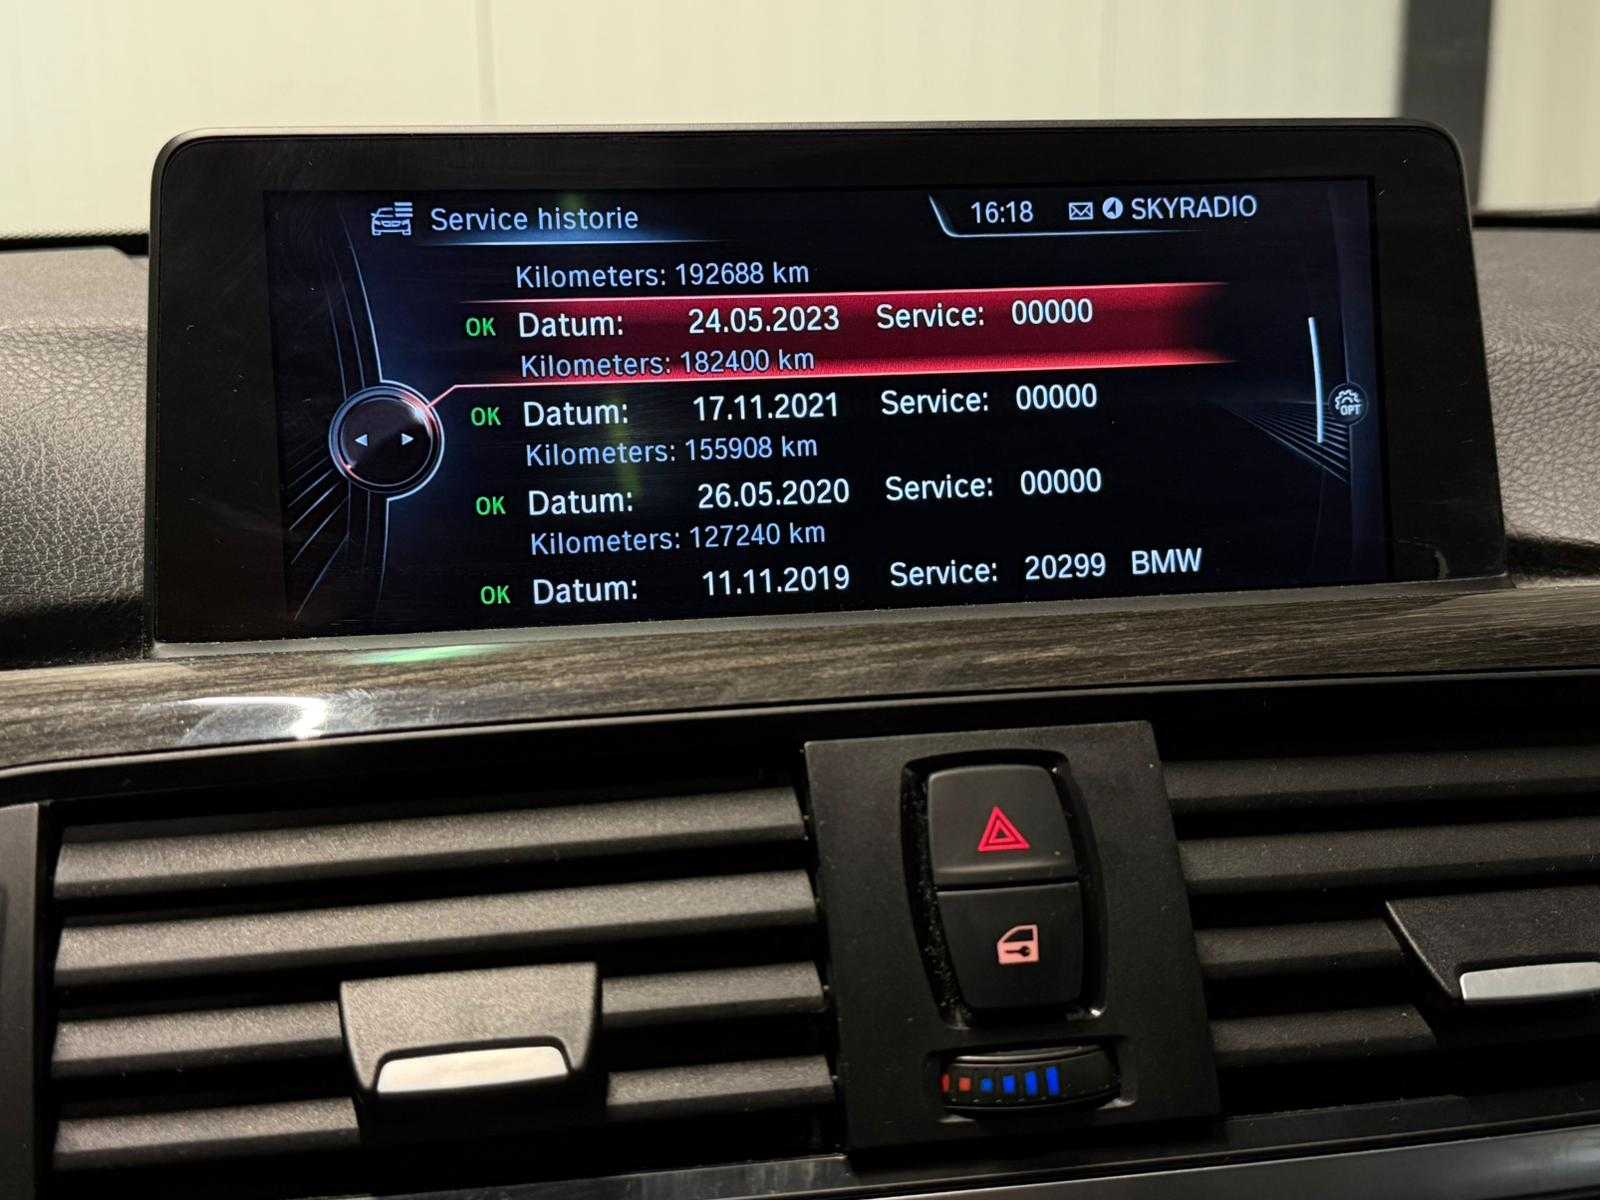 Service historie
16:18 SKYRADIO
Kilometers: 192688 km
OK Datum: 24.05.2023 Service: 00000
Kilometers: 182400 km
OK Datum: 17.11.2021 Service: 00000
Kilometers: 155908 km
OK Datum: 26.05.2020 Service: 00000
Kilometers: 127240 km
OK Datum: 11.11.2019 Service: 20299 BMW
OPT